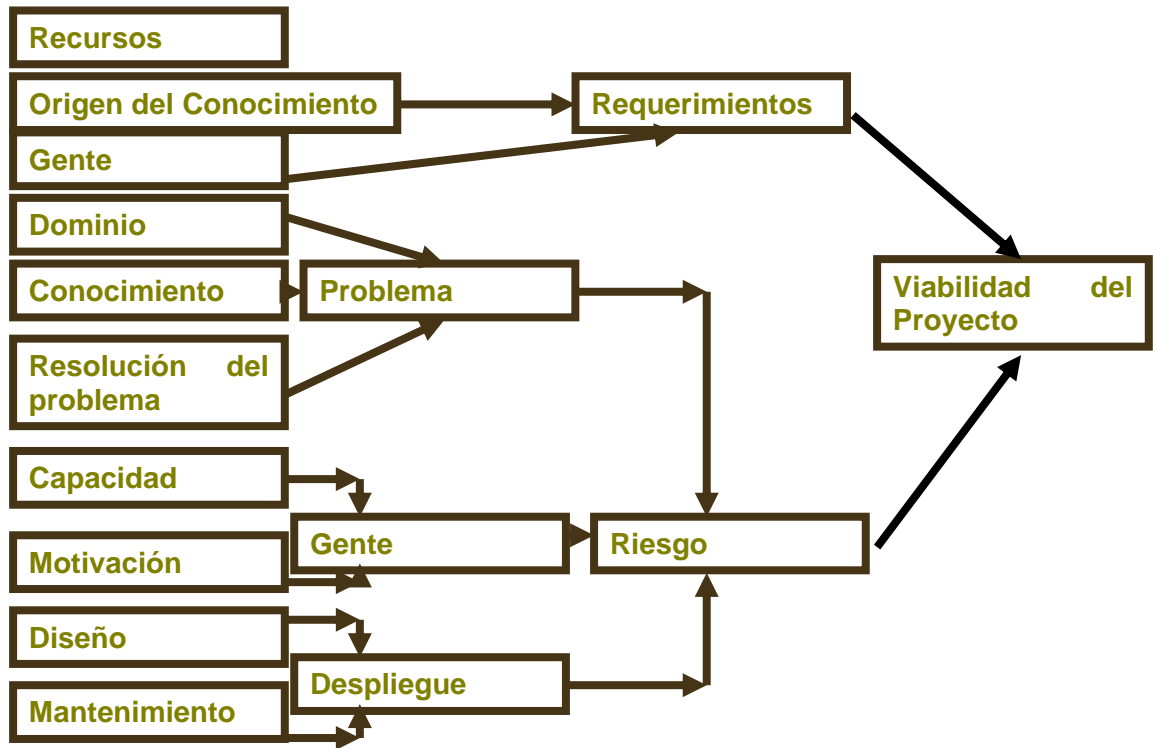 Recursos
Origen del Conocimiento
Requerimientos
Gente
Dominio
Conocimiento
Problema
Viabilidad del
Proyecto
Resolución del
problema
Capacidad
Gente
Riesgo
Motivación
Diseño
Despliegue
Mantenimiento